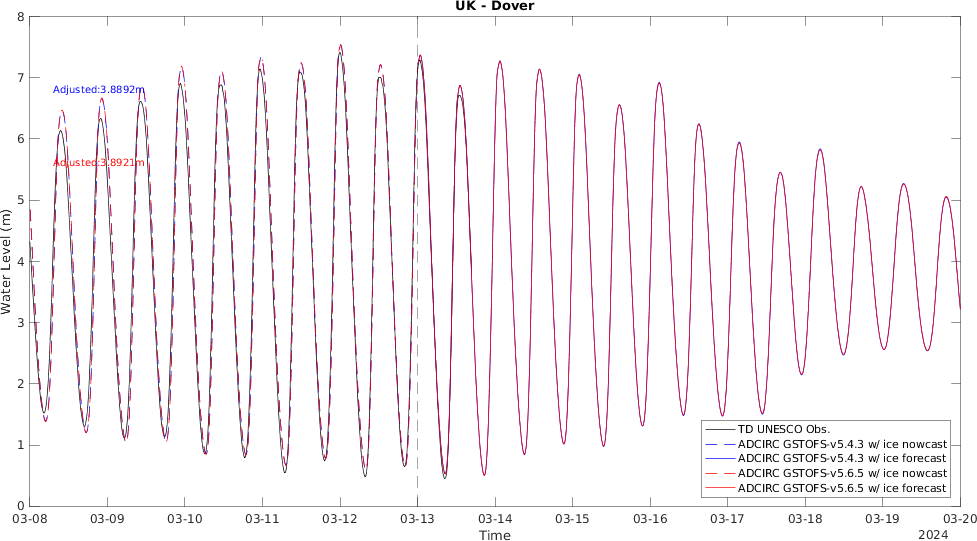 UK - Dover
8
7
6
5
4
3
2
1
0
Water Level (m)
Adjusted:3.8892m
Adjusted:3.8921m
TD UNESCO Obs.
ADCIRC GSTOFS-v5.4.3 w/ ice nowcast
ADCIRC GSTOFS-v5.4.3 w/ ice forecast
ADCIRC GSTOFS-v5.6.5 w/ ice nowcast
ADCIRC GSTOFS-v5.6.5 w/ ice forecast
03-08 03-09 03-10 03-11 03-12 03-13 03-14 03-15 03-16 03-17 03-18 03-19 03-20
Time
2024